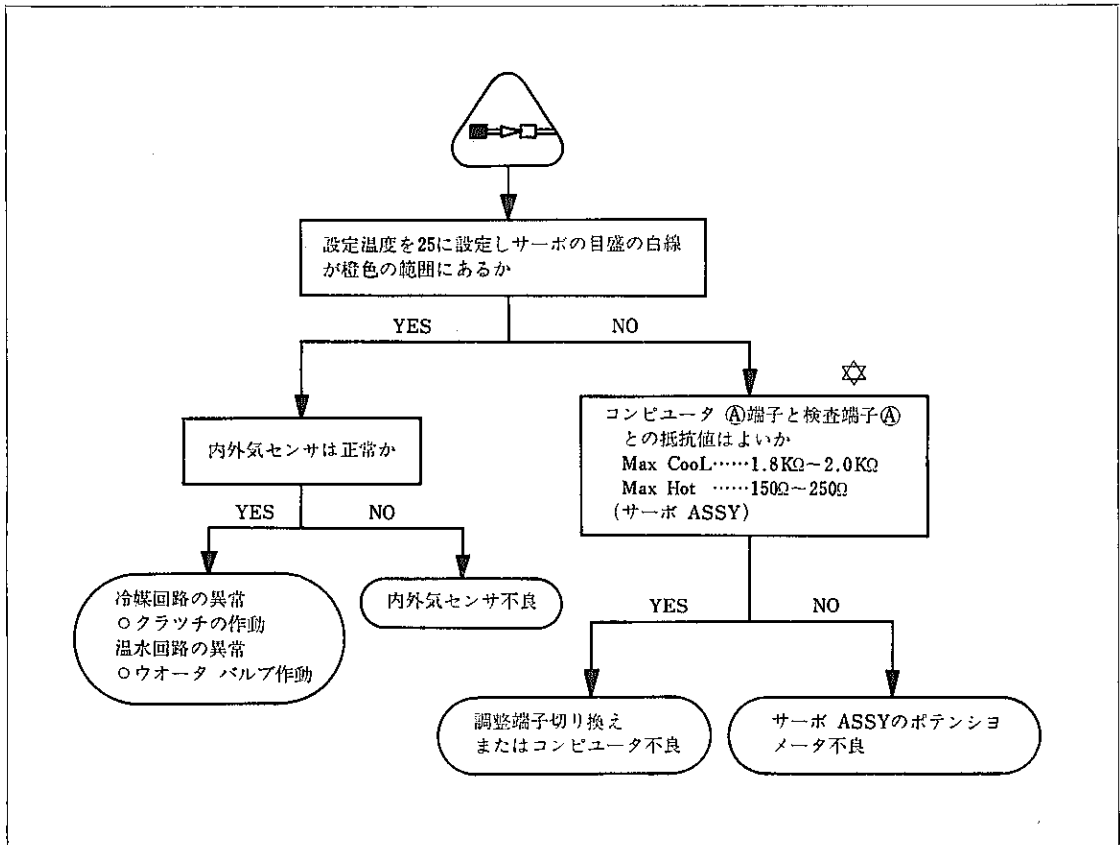 設定温度を25に設定しサーボの目盛の白線
が橙色の範囲にあるか
YES
NO
内外気センサは正常か
コンピユータ Ⓐ端子と検査端子Ⓐ
との抵抗値はよいか
Max CooL……1.8KΩ～2.0KΩ
Max Hot ……150Ω～250Ω
(サーボ ASSY)
YES
NO
冷媒回路の異常
○クラツチの作動
温水回路の異常
○ウオータ バルブ作動
内外気センサ不良
YES
NO
調整端子切り換え
またはコンピユータ不良
サーボ ASSYのポテンシヨ
メータ不良